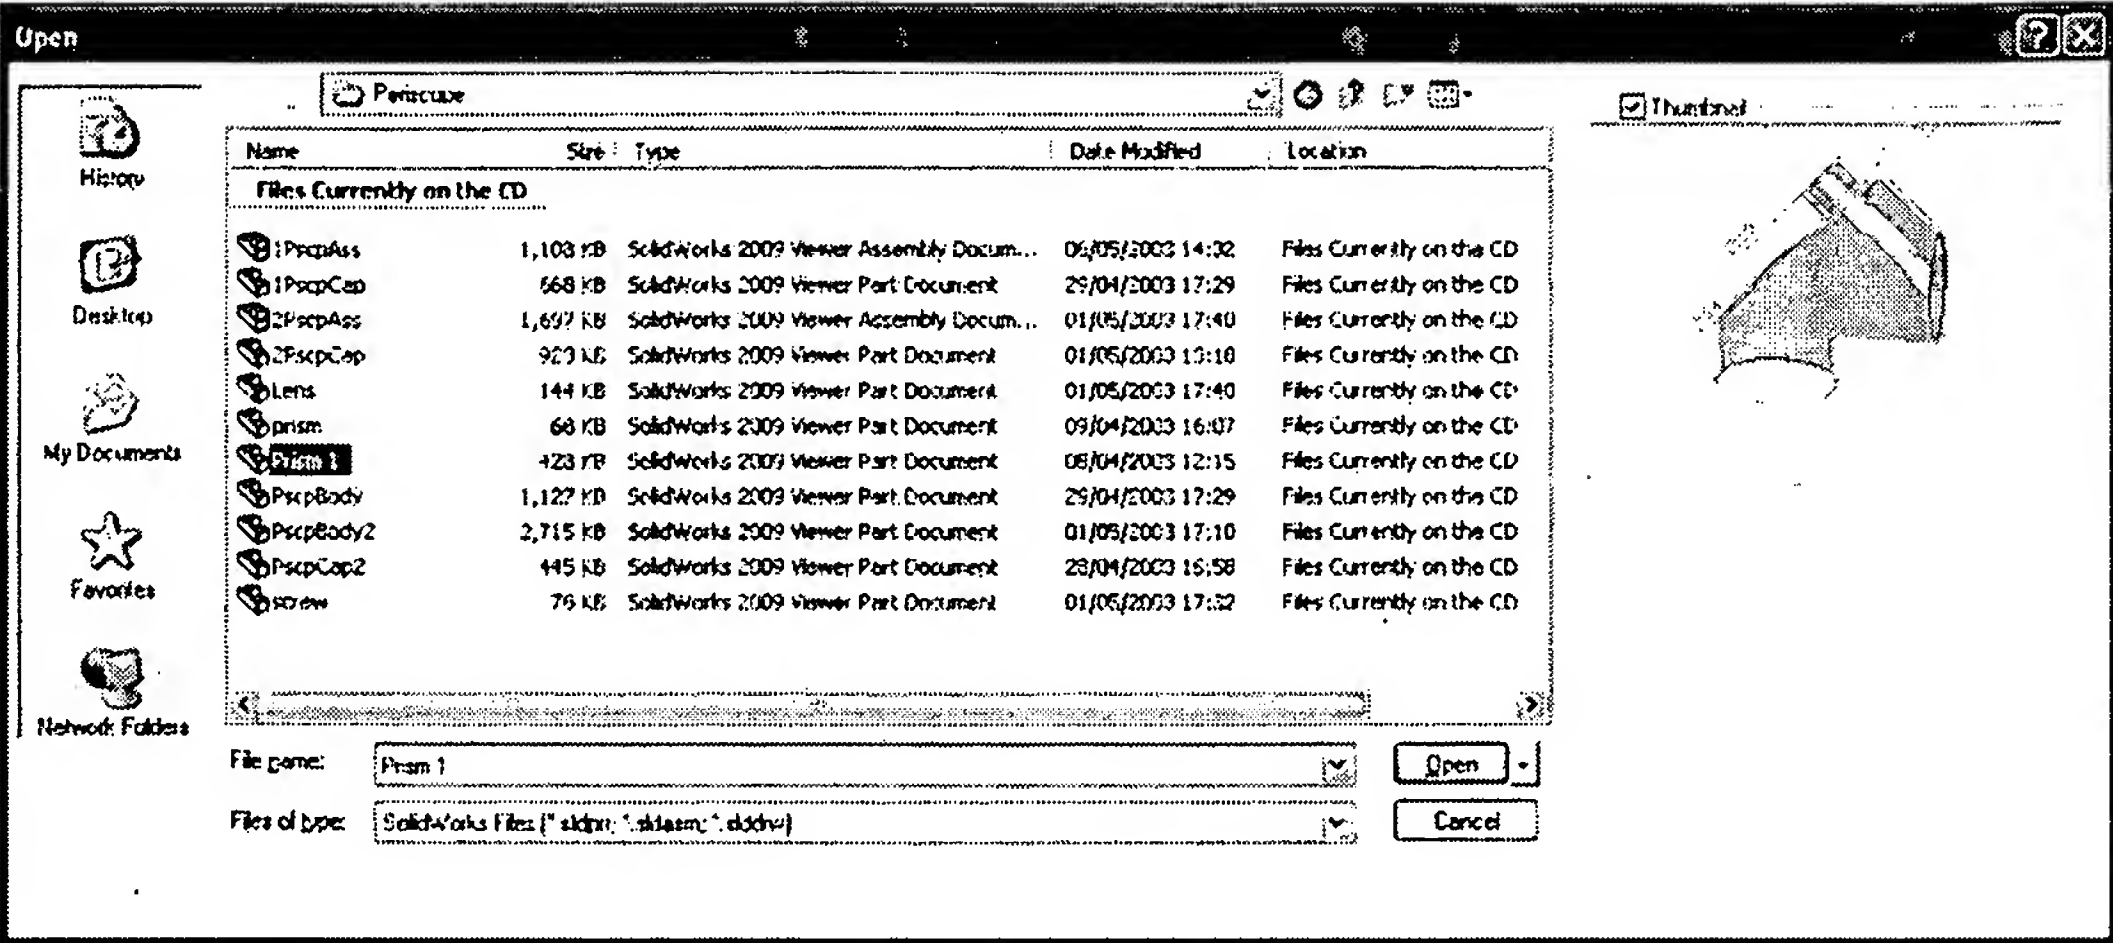 Open
Periscope
Thumbnail
History
Desktop
My Documents
Favorites
Network Folders
Name Size Type Date Modified Location
Files Currently on the CD
1PscpAss 1,103 KB SolidWorks 2009 Viewer Assembly Docum... 06/05/2003 14:32 Files Currently on the CD
1PscpCap 668 KB SolidWorks 2009 Viewer Part Document 29/04/2003 17:29 Files Currently on the CD
2PscpAss 1,697 KB SolidWorks 2009 Viewer Assembly Docum... 01/05/2003 17:40 Files Currently on the CD
2PscpCap 923 KB SolidWorks 2009 Viewer Part Document 01/05/2003 Files Currently on the CD
Lens 144 KB SolidWorks 2009 Viewer Part Document 01/05/2003 17:40 Files Currently on the CD
prism KB SolidWorks 2009 Viewer Part Document 09/04/2003 16:07 Files Currently on the CD
Prism 1 423 KB SolidWorks 2009 Viewer Part Document 08/04/2003 12:15 Files Currently on the CD
PscpBody 1,127 KB SolidWorks 2009 Viewer Part Document 29/04/2003 17:29 Files Currently on the CD
PscpBody2 2,715 KB SolidWorks 2009 Viewer Part Document 01/05/2003 17:10 Files Currently on the CD
PscpCap2 445 KB SolidWorks 2009 Viewer Part Document 28/04/2003 16:58 Files Currently on the CD
screw 76 KB SolidWorks 2009 Viewer Part Document 01/05/2003 17:32 Files Currently on the CD
File name: Prism 1 Open
Files of type: SolidWorks Files (*.sldprt; *.sldasm; *.slddrw) Cancel